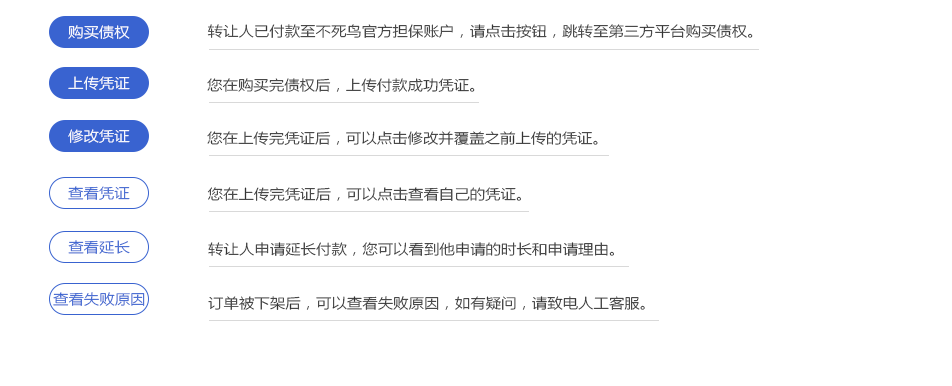 购买债权 转让人已付款至不死鸟官方担保账户，请点击按钮，跳转至第三方平台购买债权。
上传凭证 您在购买完债权后，上传付款成功凭证。
修改凭证 您在上传完凭证后，可以点击修改并覆盖之前上传的凭证。
查看凭证 您在上传完凭证后，可以点击查看自己的凭证。
查看延长 转让人申请延长付款，您可以看到他申请的时长和申请理由。
查看失败原因 订单被下架后，可以查看失败原因，如有疑问，请致电人工客服。